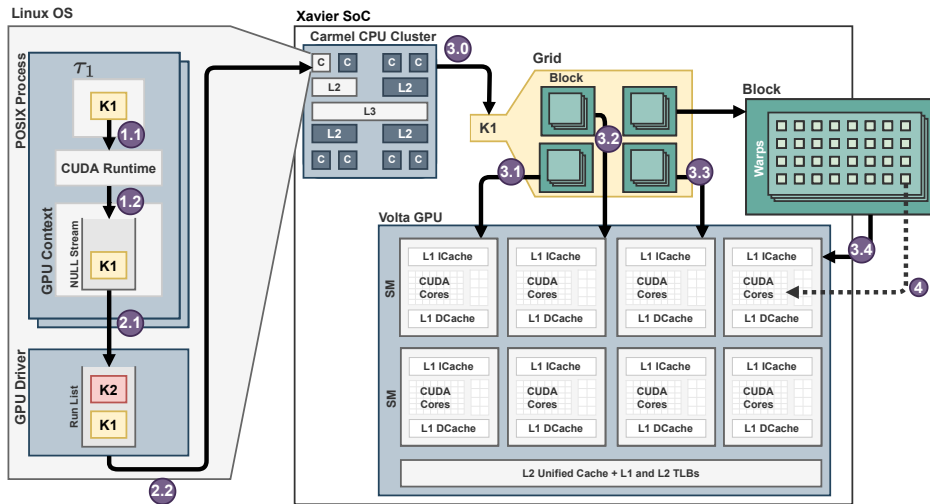 Linux OS
POSIX Process
τ1
K1
1.1
CUDA Runtime
1.2
GPU Context
NULL Stream
K1
2.1
GPU Driver
Run List
K2
K1
2.2
Xavier SoC
Carmel CPU Cluster
C C C C
L2 L2
L3
L2 L2
C C C C
3.0
K1
Grid
Block
3.1
3.2
3.3
Block
Warps
3.4
4
Volta GPU
SM
L1 ICache
CUDA
Cores
L1 DCache
L1 ICache
CUDA
Cores
L1 DCache
L1 ICache
CUDA
Cores
L1 DCache
L1 ICache
CUDA
Cores
L1 DCache
SM
L1 ICache
CUDA
Cores
L1 DCache
L1 ICache
CUDA
Cores
L1 DCache
L1 ICache
CUDA
Cores
L1 DCache
L1 ICache
CUDA
Cores
L1 DCache
L2 Unified Cache + L1 and L2 TLBs